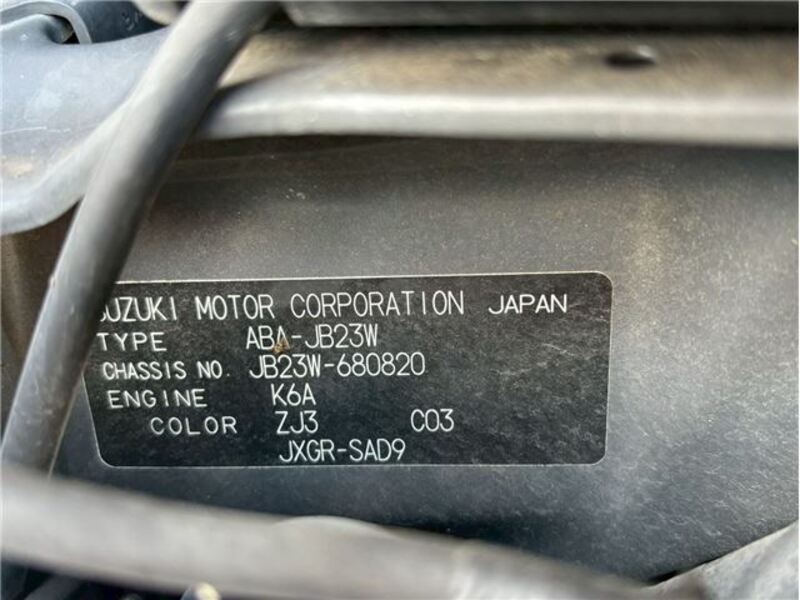 SUZUKI MOTOR CORPORATION JAPAN
TYPE ABA-JB23W
CHASSIS NO. JB23W-680820
ENGINE K6A
COLOR ZJ3 C03
JXGR-SAD9